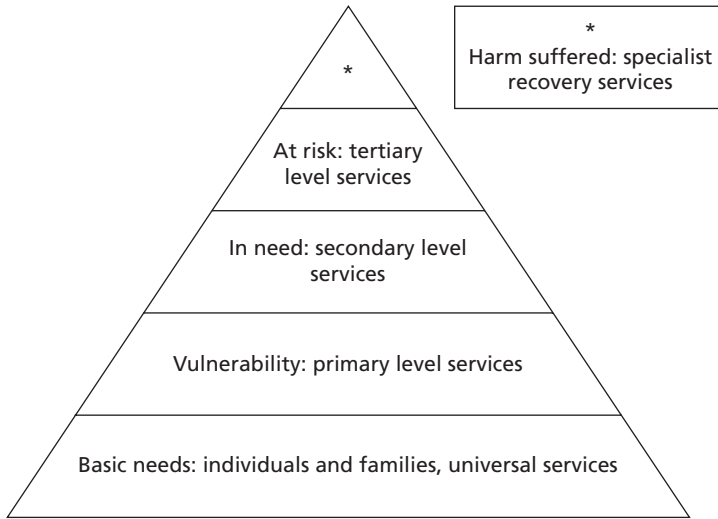 *
Harm suffered: specialist
recovery services
*
At risk: tertiary
level services
In need: secondary level
services
Vulnerability: primary level services
Basic needs: individuals and families, universal services